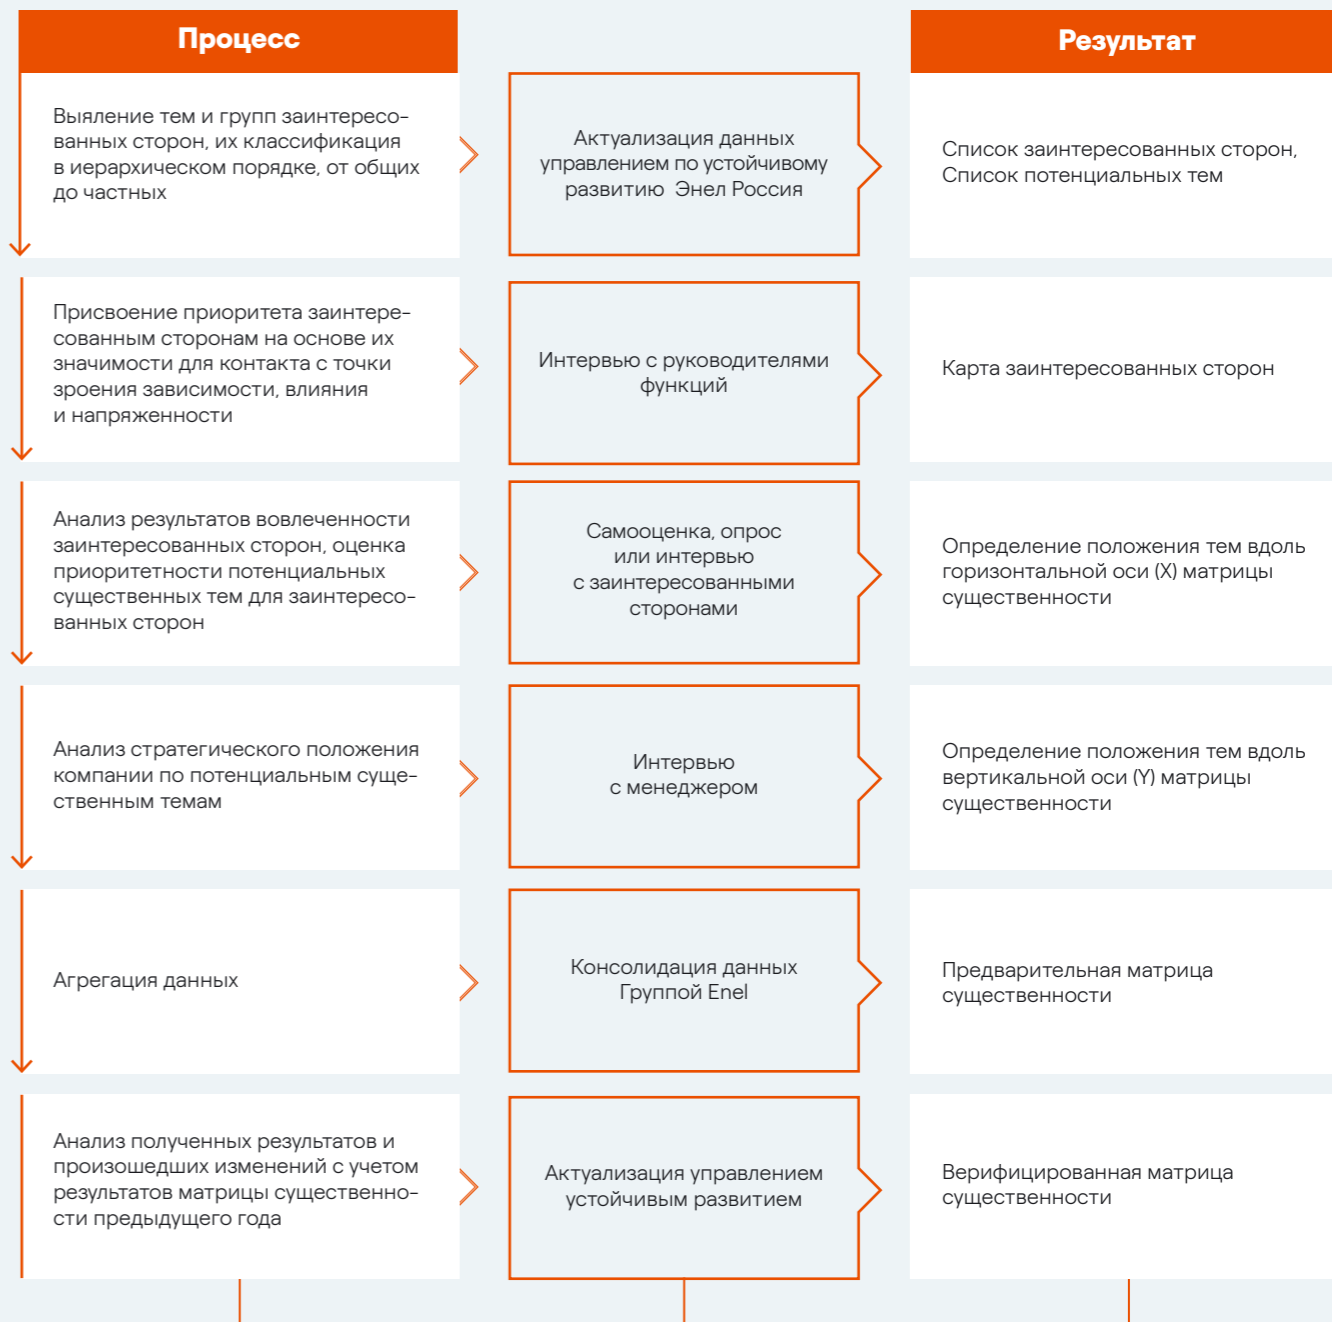 Процесс
Результат
Выяление тем и групп заинтересо-
ванных сторон, их классификация
в иерархическом порядке, от общих
до частных
Актуализация данных
управлением по устойчивому
развитию Энел Россия
Список заинтересованных сторон,
Список потенциальных тем
Присвоение приоритета заинтере-
сованным сторонам на основе их
значимости для контакта с точки
зроения зависимости, влияния
и напряженности
Интервью с руководителями
функций
Карта заинтересованных сторон
Анализ результатов вовлеченности
заинтересованных сторон, оценка
приоритетности потенциальных
существенных тем для заинтересо-
ванных сторон
Самооценка, опрос
или интервью
с заинтересованными
сторонами
Определение положения тем вдоль
горизонтальной оси (X) матрицы
существенности
Анализ стратегического положения
компании по потенциальным суще-
ственным темам
Интервью
с менеджером
Определение положения тем вдоль
вертикальной оси (Y) матрицы
существенности
Агрегация данных
Консолидация данных
Группой Enel
Предварительная матрица
существенности
Анализ полученных результатов и
произошедших изменений с учетом
результатов матрицы существенно-
сти предыдущего года
Актуализация управлением
устойчивым развитием
Верифицированная матрица
существенности